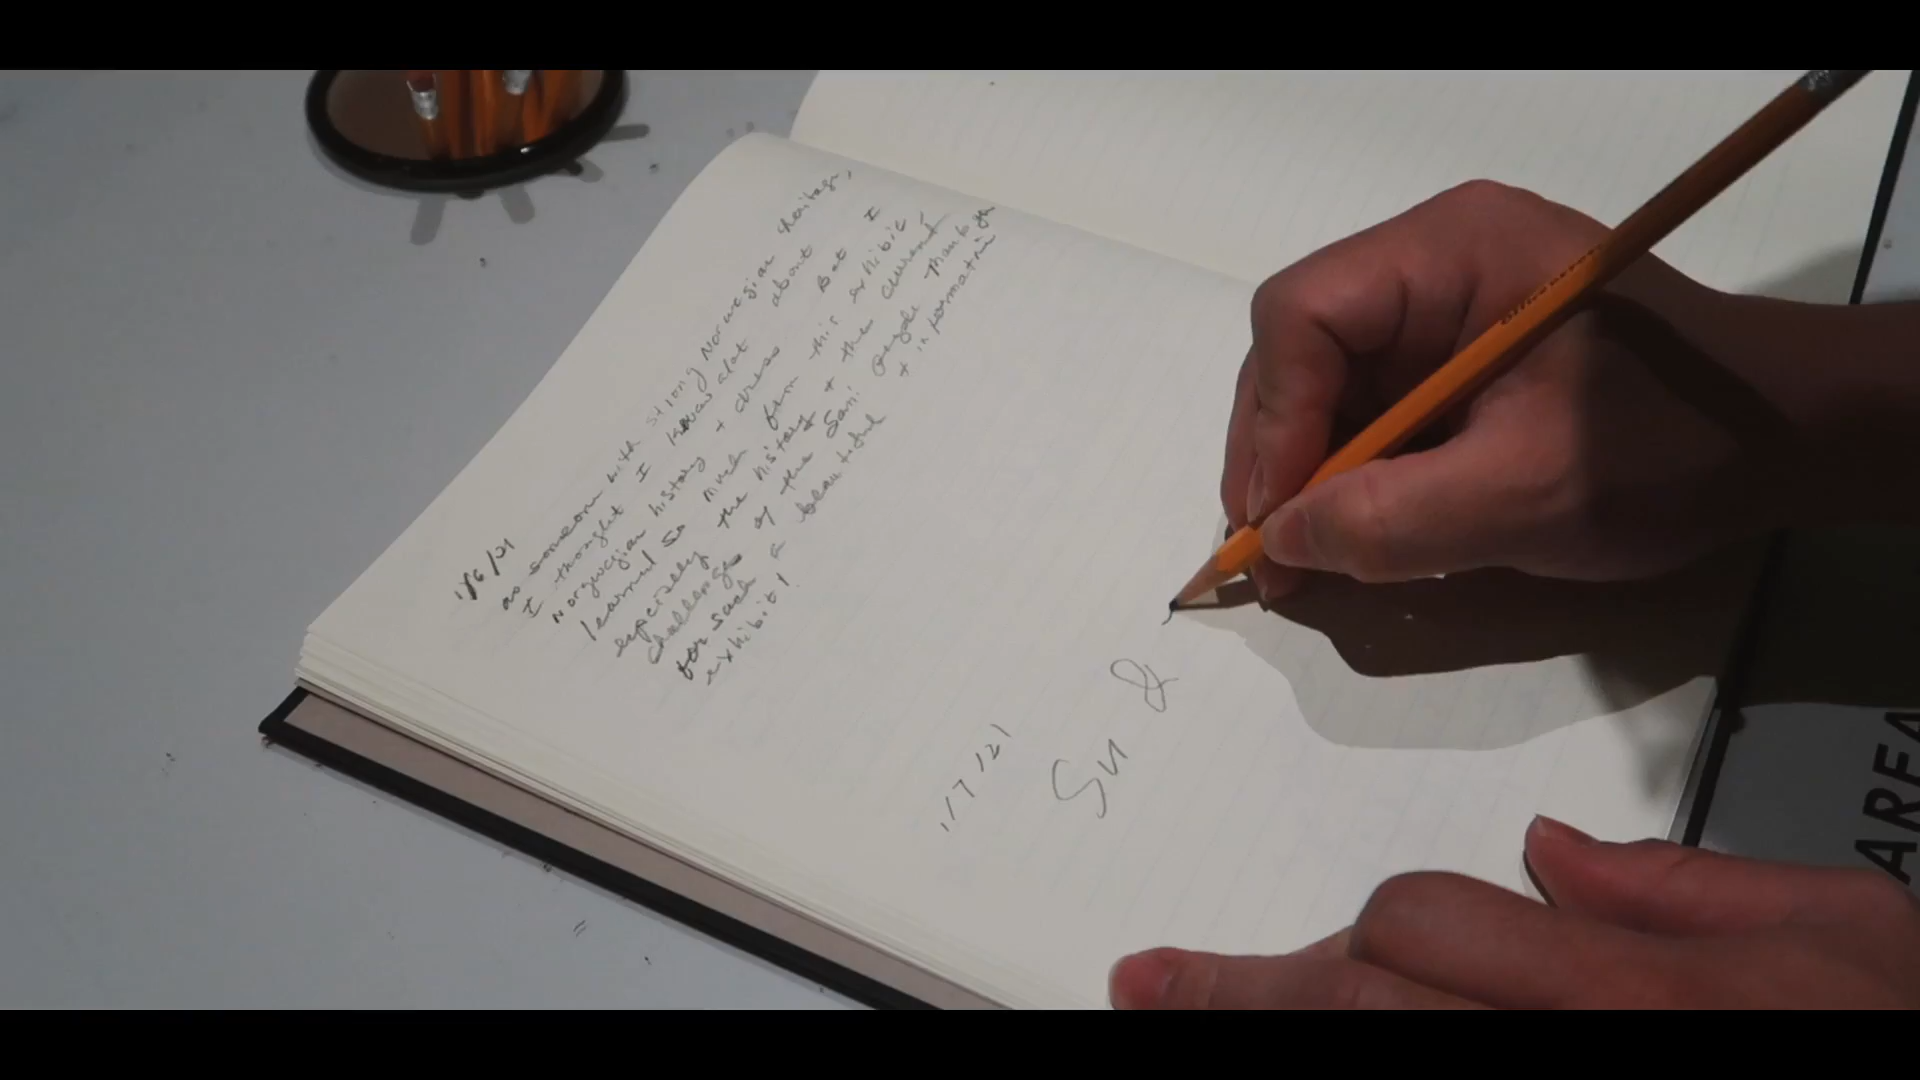 1/6/21
as someone with strong Norwegian heritage,
I thought I knew alot about
Norwegian history + dress But I
learned so much from this exhibit
especially the history + the current
challenges of the Sami people Thank you
for such a beautiful + informative
exhibit!
1/7/21
Su &
AREA